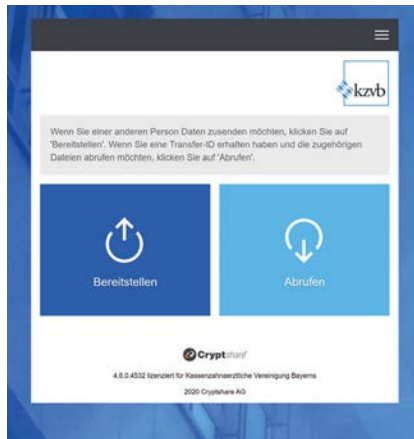 kzvb
Wenn Sie einer anderen Person Daten zusenden möchten, klicken Sie auf
'Bereitstellen'. Wenn Sie eine Transfer-ID erhalten haben und die zugehörigen
Dateien abrufen möchten, klicken Sie auf 'Abrufen'.
Bereitstellen
Abrufen
Cryptshare
4.6.0.4532 lizenziert für Kassenzahnaerztliche Vereinigung Bayerns
2020 Cryptshare AG